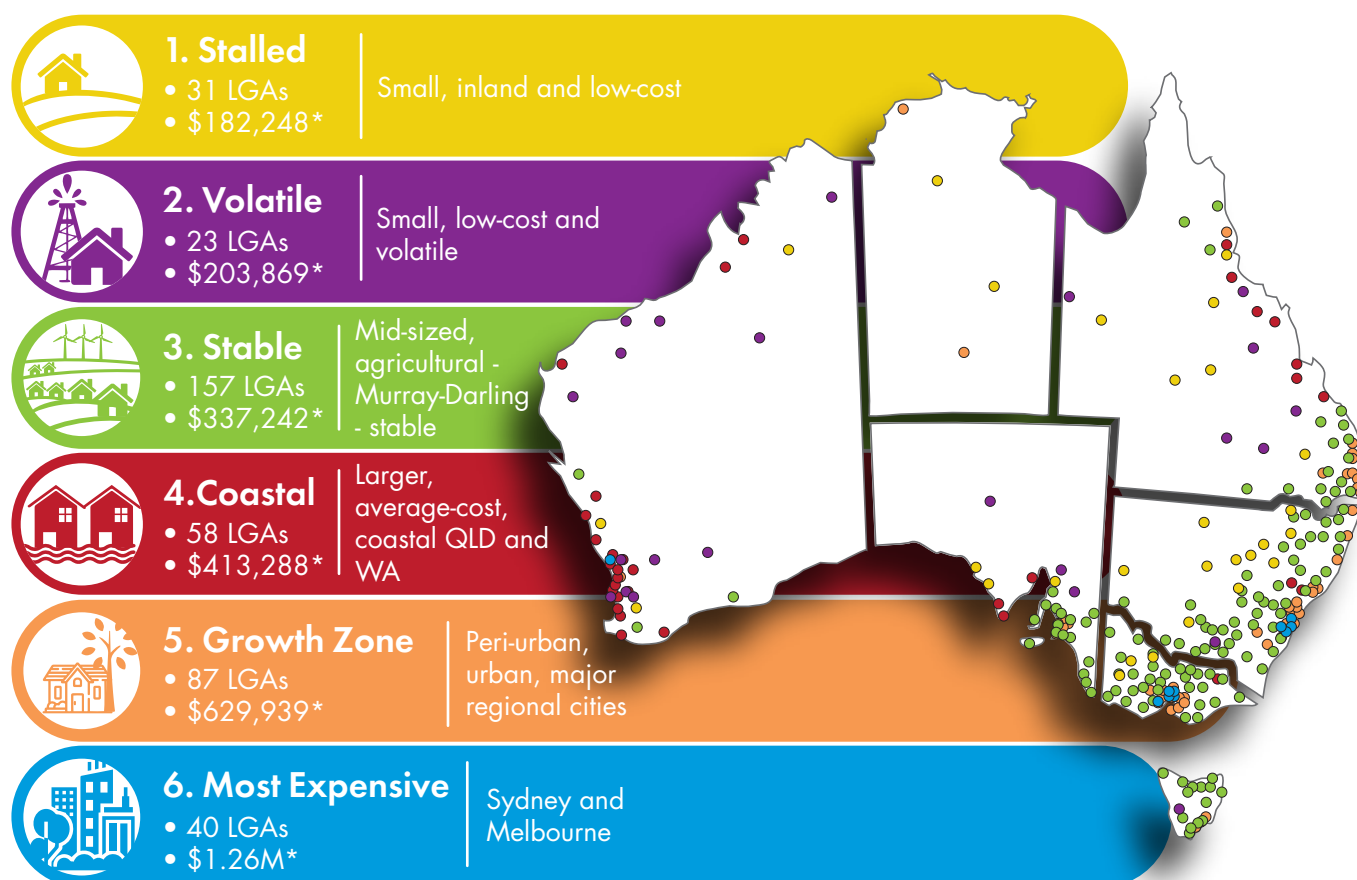 1. Stalled
• 31 LGAs
• $182,248*
Small, inland and low-cost
2. Volatile
• 23 LGAs
• $203,869*
Small, low-cost and
volatile
3. Stable
• 157 LGAs
• $337,242*
Mid-sized,
agricultural -
Murray-Darling
- stable
4.Coastal
• 58 LGAs
• $413,288*
Larger,
average-cost,
coastal QLD and
WA
5. Growth Zone
• 87 LGAs
• $629,939*
Peri-urban,
urban, major
regional cities
6. Most Expensive
• 40 LGAs
• $1.26M*
Sydney and
Melbourne